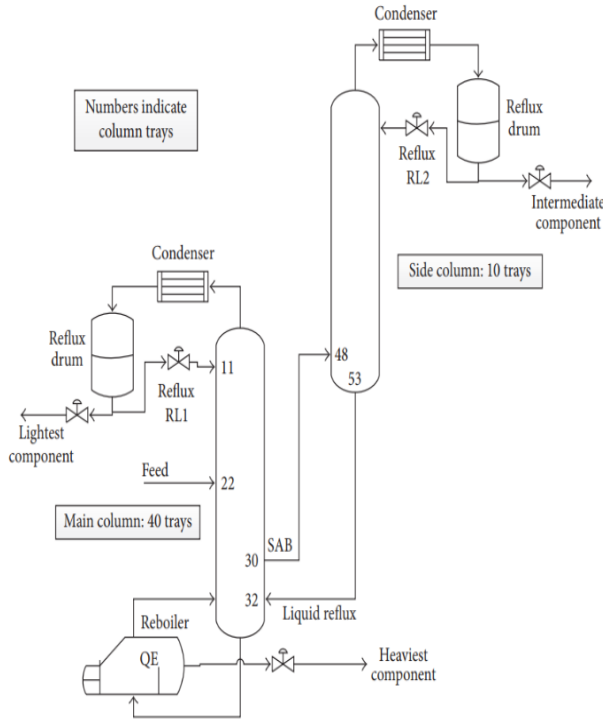 Condenser
Numbers indicate
column trays
Reflux
drum
Reflux
RL2
Intermediate
component
Condenser
Side column: 10 trays
Reflux
drum
48
53
11
Reflux
RL1
Lightest
component
Feed
22
Main column: 40 trays
SAB
30
32
Liquid reflux
Reboiler
QE
Heaviest
component